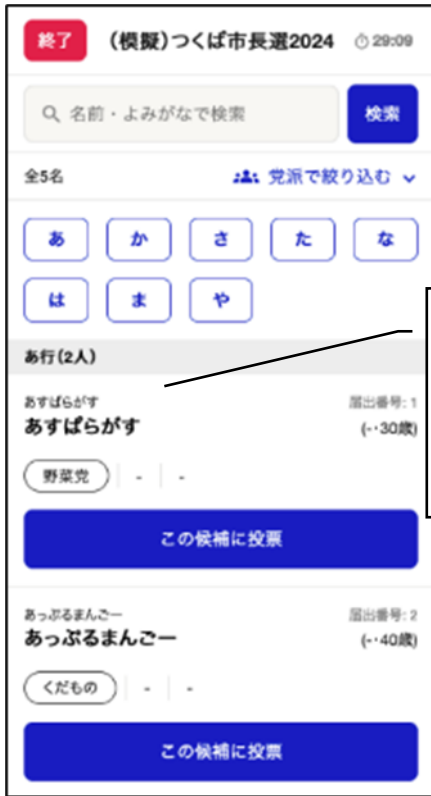 終了 (模擬)つくば市長選2024 29:09
名前・よみがなで検索 検索
全5名 党派で絞り込む
あ か さ た な
は ま や
あ行(2人)
あすぱらがす 届出番号: 1
あすぱらがす (-・30歳)
野菜党 - -
この候補に投票
あっぷるまんごー 届出番号: 2
あっぷるまんごー (-・40歳)
くだもの - -
この候補に投票